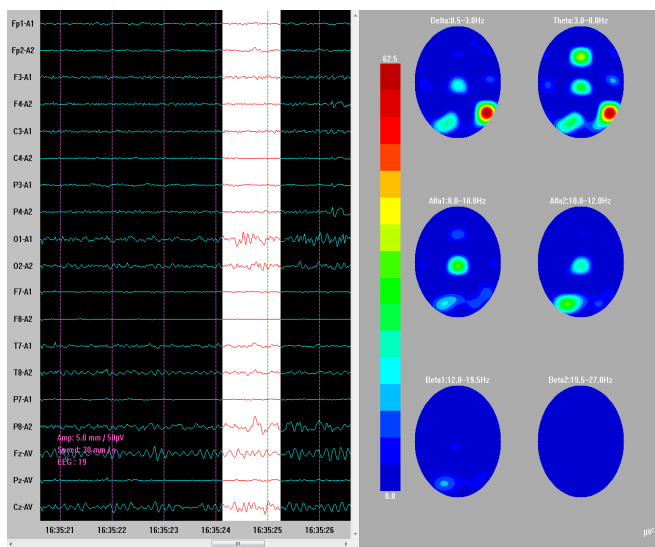 Fp1-A1
Fp2-A2
F3-A1
F4-A2
C3-A1
C4-A2
P3-A1
P4-A2
O1-A1
O2-A2
F7-A1
F8-A2
T7-A1
T8-A2
P7-A1
P8-A2
Fz-AV
Pz-AV
Cz-AV
Amp: 5.0 mm / 50µV
Speed: 30 mm / s
EEG : 19
16:35:21 16:35:22 16:35:23 16:35:24 16:35:25 16:35:26
Delta:0.5-3.0Hz Theta:3.0-8.0Hz
62.5
Alfa1:8.0-10.0Hz Alfa2:10.0-12.0Hz
Beta1:12.0-19.5Hz Beta2:19.5-27.0Hz
0.0